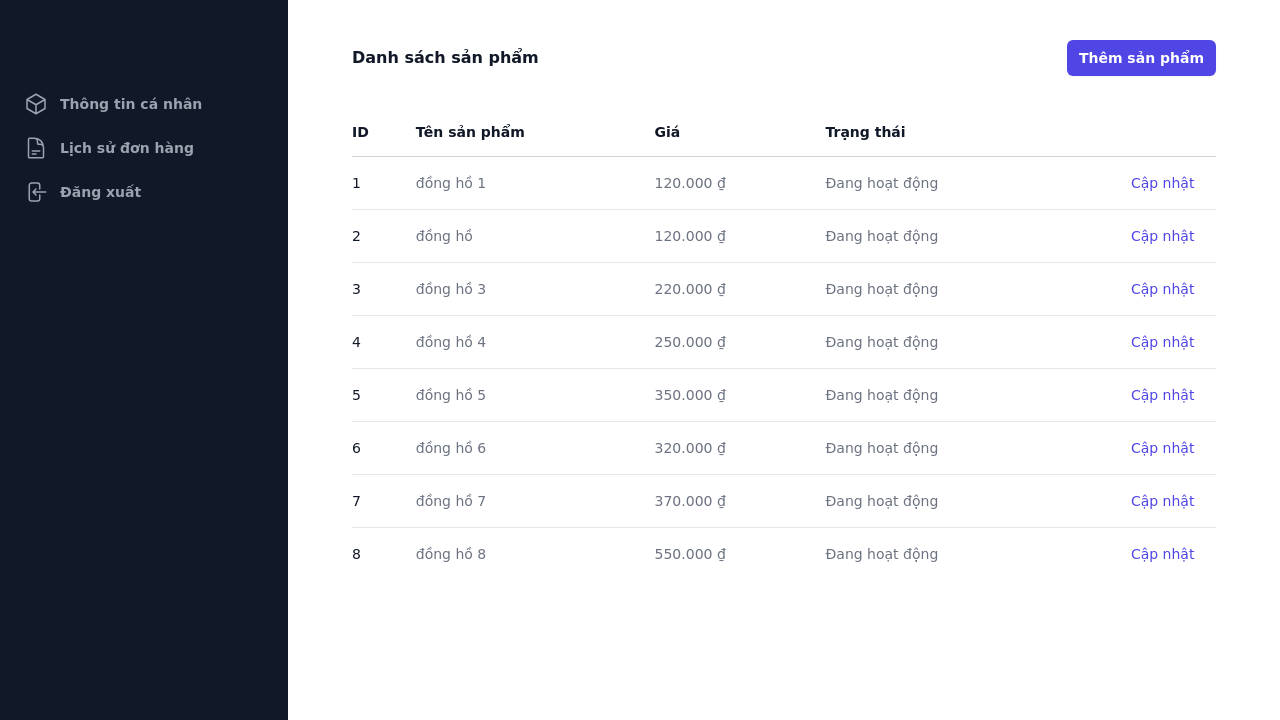 Thông tin cá nhân
Lịch sử đơn hàng
Đăng xuất
Danh sách sản phẩm
Thêm sản phẩm
ID Tên sản phẩm Giá Trạng thái
1 đồng hồ 1 120.000 ₫ Đang hoạt động Cập nhật
2 đồng hồ 120.000 ₫ Đang hoạt động Cập nhật
3 đồng hồ 3 220.000 ₫ Đang hoạt động Cập nhật
4 đồng hồ 4 250.000 ₫ Đang hoạt động Cập nhật
5 đồng hồ 5 350.000 ₫ Đang hoạt động Cập nhật
6 đồng hồ 6 320.000 ₫ Đang hoạt động Cập nhật
7 đồng hồ 7 370.000 ₫ Đang hoạt động Cập nhật
8 đồng hồ 8 550.000 ₫ Đang hoạt động Cập nhật